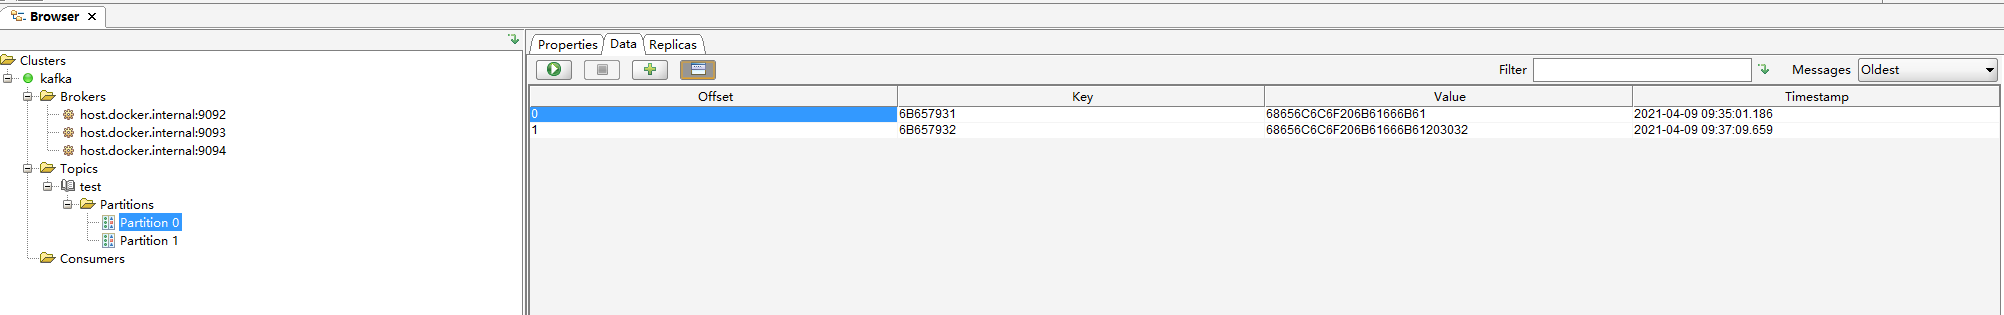 Browser
Clusters
kafka
Brokers
host.docker.internal:9092
host.docker.internal:9093
host.docker.internal:9094
Topics
test
Partitions
Partition 0
Partition 1
Consumers
Properties Data Replicas
Filter Messages Oldest
Offset Key Value Timestamp
0 6B657931 68656C6C6F206B61666B61 2021-04-09 09:35:01.186
1 6B657932 68656C6C6F206B61666B61203032 2021-04-09 09:37:09.659